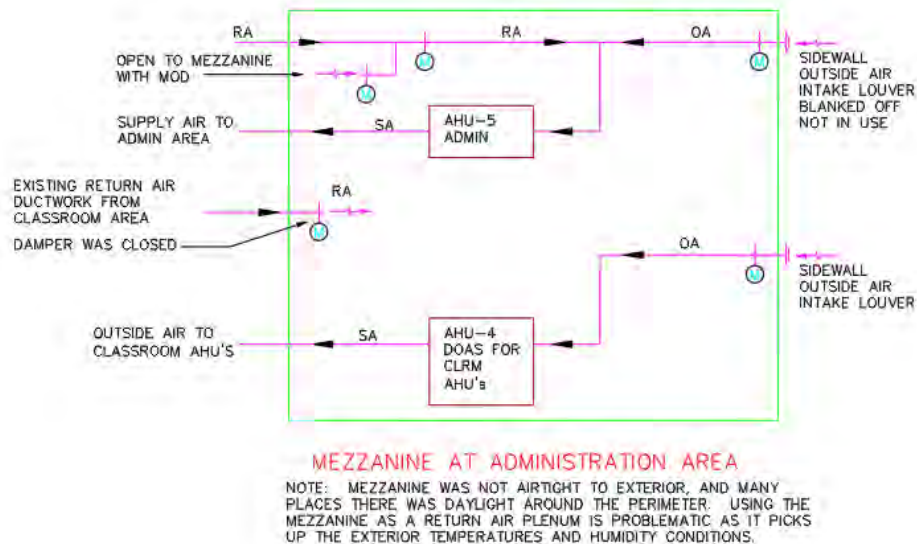 RA
RA
OA
OPEN TO MEZZANINE
WITH MOD
M
M
M
SIDEWALL
OUTSIDE AIR
INTAKE LOUVER
BLANKED OFF
NOT IN USE
SUPPLY AIR TO
ADMIN AREA
SA
AHU-5
ADMIN
EXISTING RETURN AIR
DUCTWORK FROM
CLASSROOM AREA
RA
M
DAMPER WAS CLOSED
OA
M
SIDEWALL
OUTSIDE AIR
INTAKE LOUVER
OUTSIDE AIR TO
CLASSROOM AHU'S
SA
AHU-4
DOAS FOR
CLRM
AHU's
MEZZANINE AT ADMINISTRATION AREA
NOTE: MEZZANINE WAS NOT AIRTIGHT TO EXTERIOR, AND MANY
PLACES THERE WAS DAYLIGHT AROUND THE PERIMETER. USING THE
MEZZANINE AS A RETURN AIR PLENUM IS PROBLEMATIC AS IT PICKS
UP THE EXTERIOR TEMPERATURES AND HUMIDITY CONDITIONS.